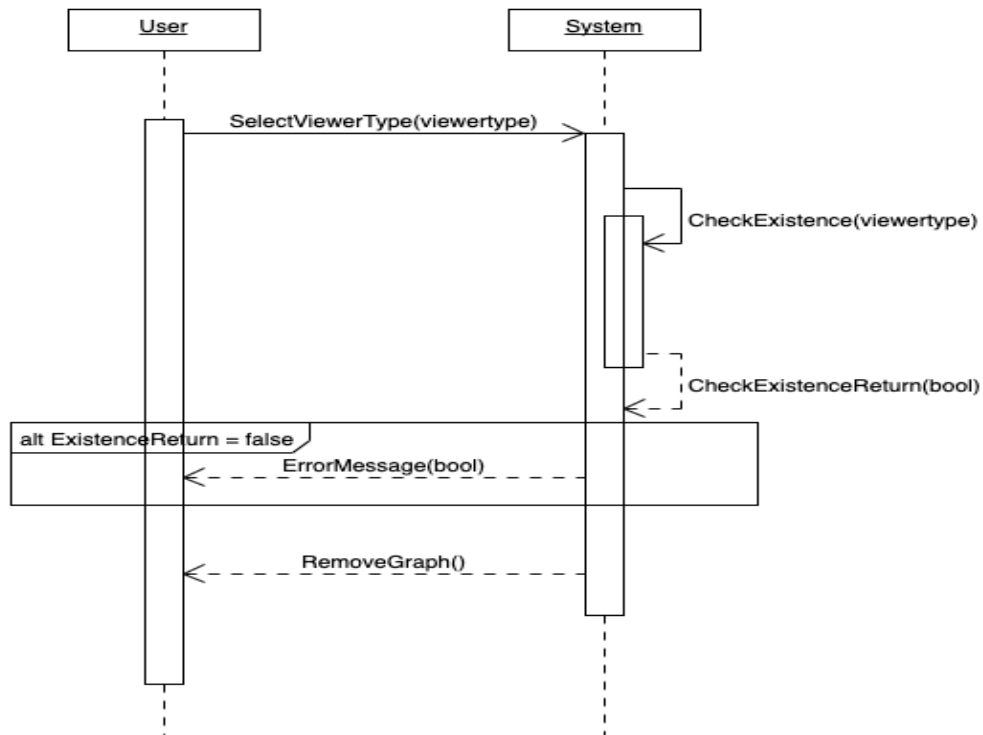 User
System
SelectViewerType(viewertype)
CheckExistence(viewertype)
CheckExistenceReturn(bool)
alt ExistenceReturn = false
ErrorMessage(bool)
RemoveGraph()